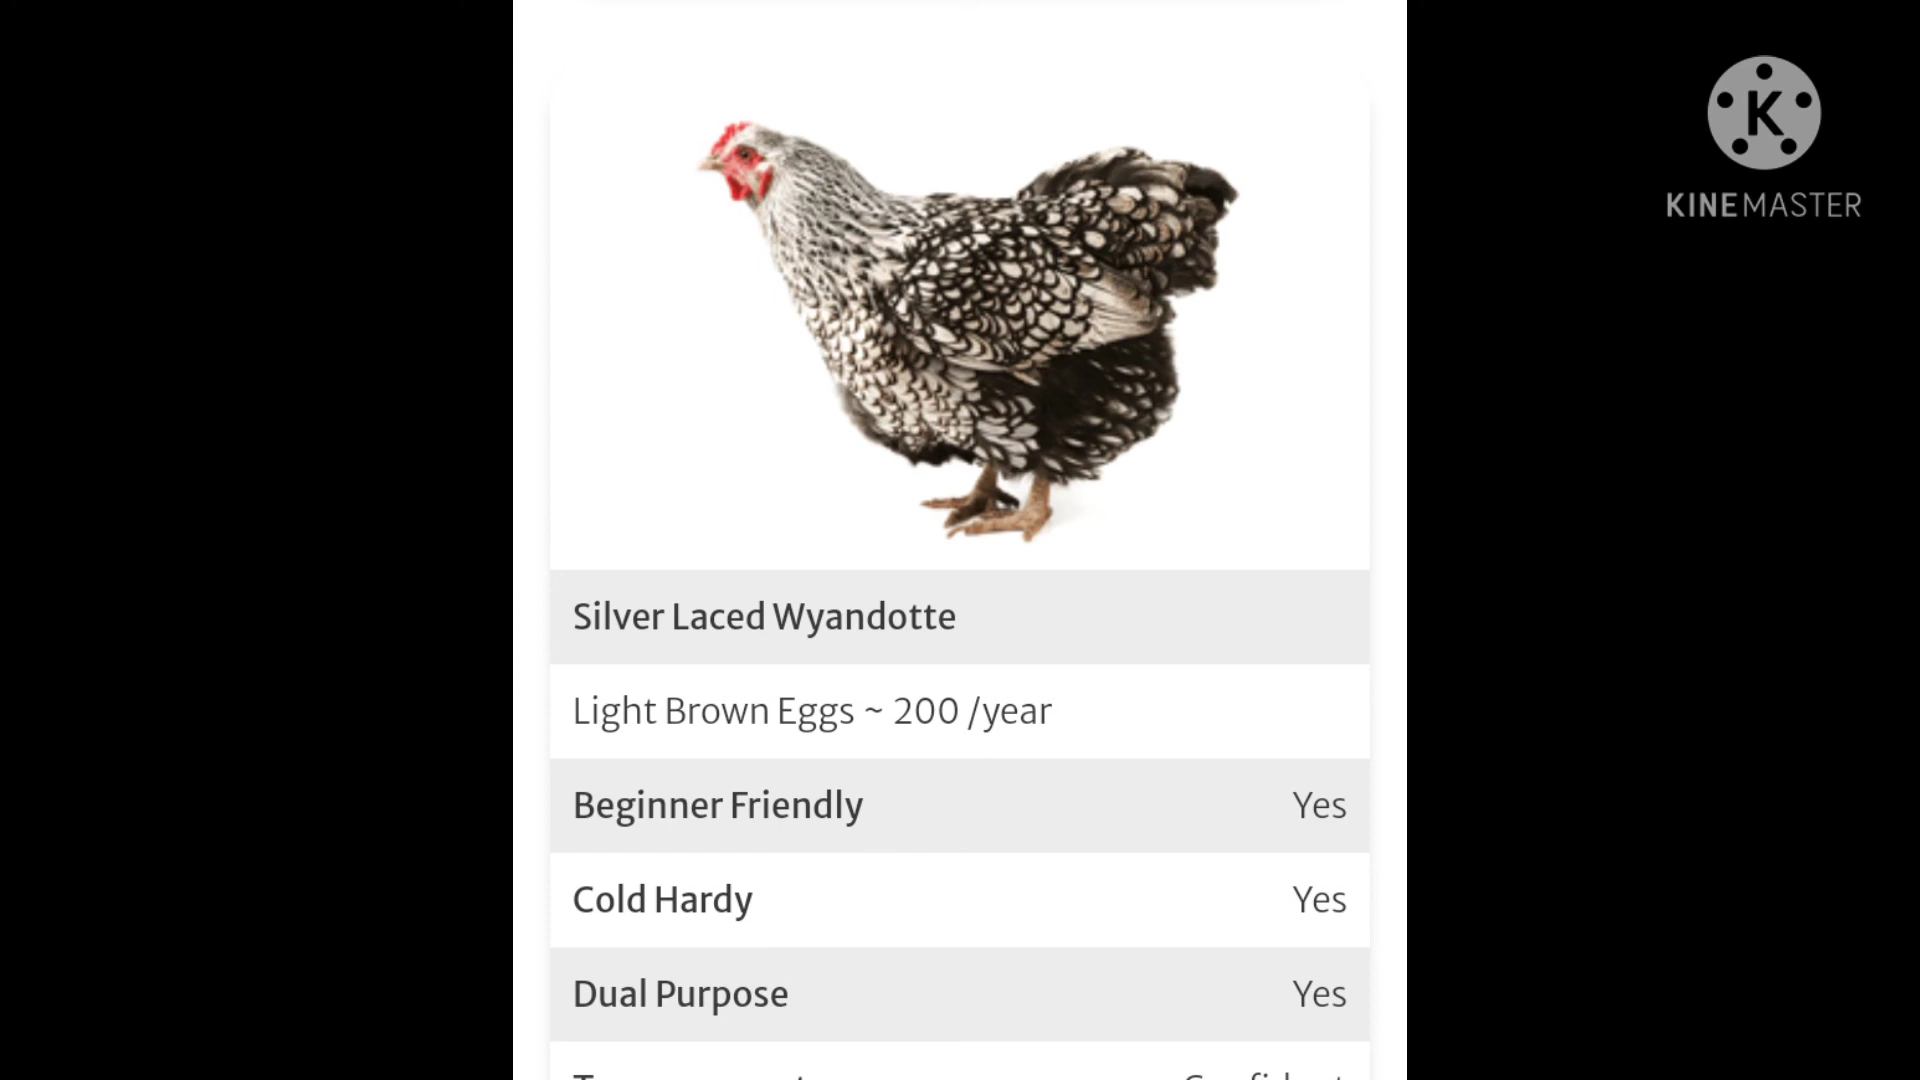 K
KINEMASTER
Silver Laced Wyandotte
Light Brown Eggs ~ 200 /year
Beginner Friendly Yes
Cold Hardy Yes
Dual Purpose Yes